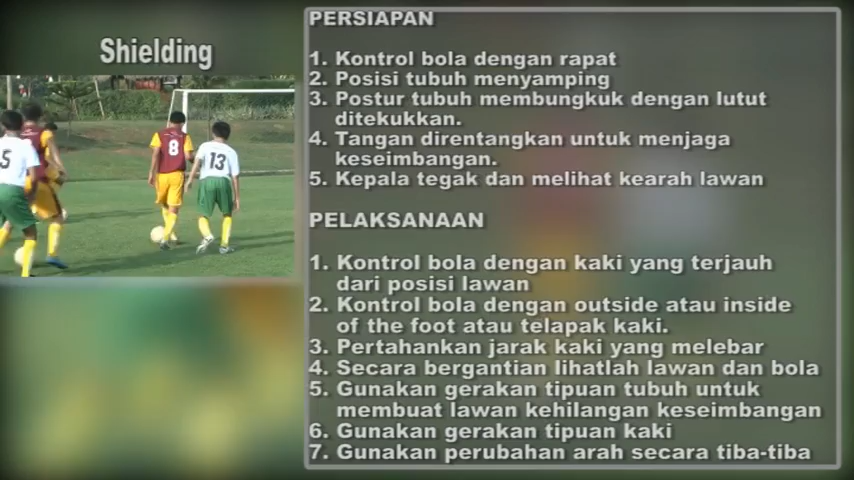 Shielding
PERSIAPAN
1. Kontrol bola dengan rapat
2. Posisi tubuh menyamping
3. Postur tubuh membungkuk dengan lutut
ditekukkan.
4. Tangan direntangkan untuk menjaga
keseimbangan.
5. Kepala tegak dan melihat kearah lawan
PELAKSANAAN
1. Kontrol bola dengan kaki yang terjauh
dari posisi lawan
2. Kontrol bola dengan outside atau inside
of the foot atau telapak kaki.
3. Pertahankan jarak kaki yang melebar
4. Secara bergantian lihatlah lawan dan bola
5. Gunakan gerakan tipuan tubuh untuk
membuat lawan kehilangan keseimbangan
6. Gunakan gerakan tipuan kaki
7. Gunakan perubahan arah secara tiba-tiba
5
8
13